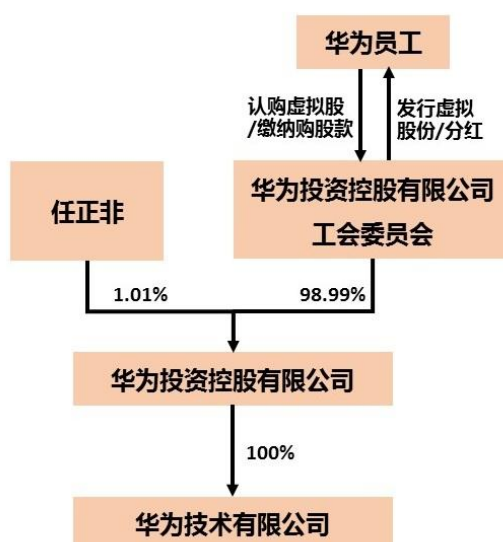 华为员工
认购虚拟股
/缴纳购股款
发行虚拟
股份/分红
任正非
华为投资控股有限公司
工会委员会
1.01%
98.99%
华为投资控股有限公司
100%
华为技术有限公司